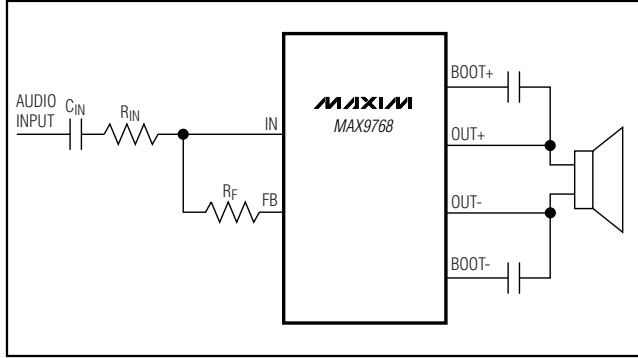 AUDIO
INPUT
CIN
RIN
RF
IN
FB
MAXIM
MAX9768
BOOT+
OUT+
OUT-
BOOT-